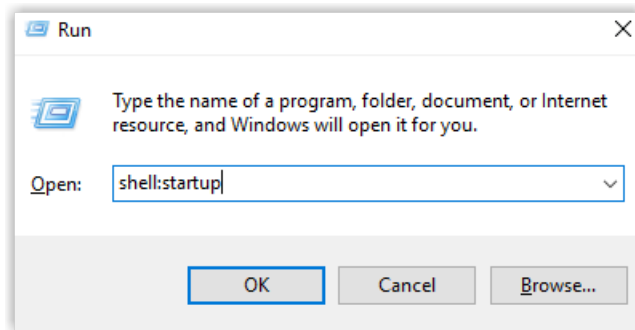 Run
Type the name of a program, folder, document, or Internet
resource, and Windows will open it for you.
Open: shell:startup
OK Cancel Browse...